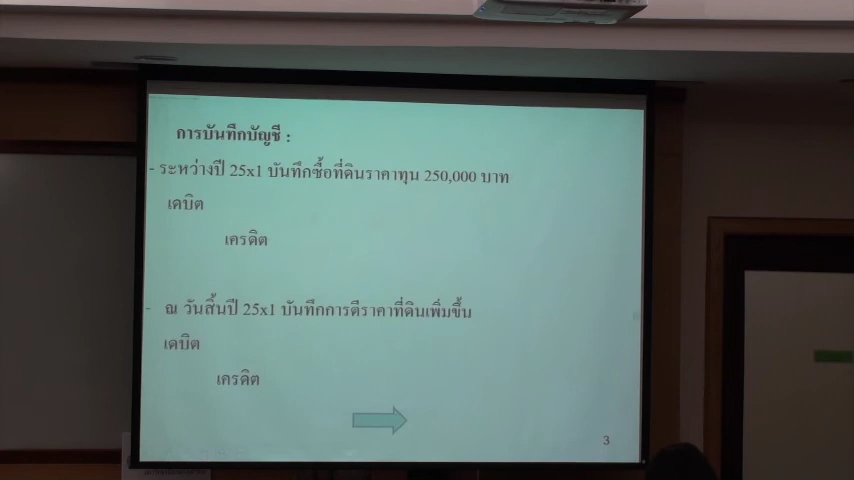 การบันทึกบัญชี :
- ระหว่างปี 25x1 บันทึกซื้อที่ดินราคาทุน 250,000 บาท
เดบิต
เครดิต
- ณ วันสิ้นปี 25x1 บันทึกการตีราคาที่ดินเพิ่มขึ้น
เดบิต
เครดิต
3